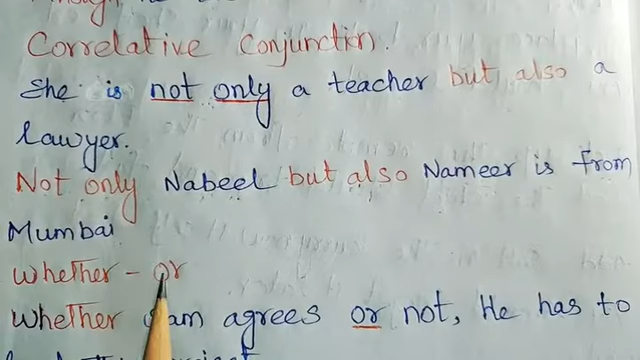 Correlative Conjunction.
She is not only a teacher but also a
lawyer.
Not only Nabeel but also Nameer is from
Mumbai
Whether - or
Whether Sam agrees or not, He has to